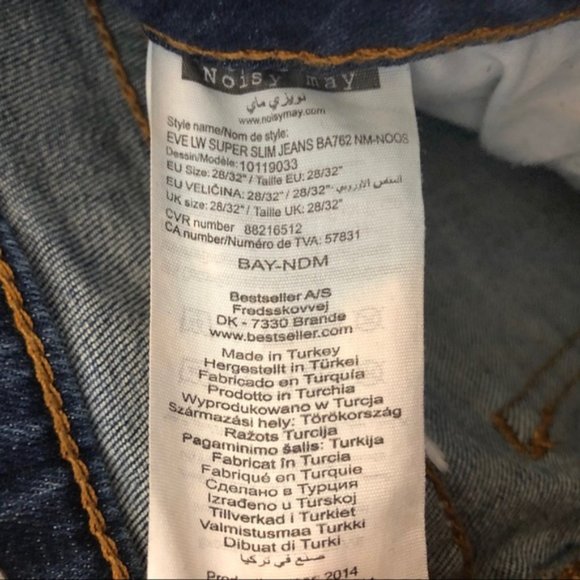 Noisy may
نويزي ماي
www.noisymay.com
Style name/Nom de style:
EVE LW SUPER SLIM JEANS BA762 NM-NOOS
Dessin/Modèle: 10119033
EU Size: 28/32" / Taille EU: 28/32"
EU VELIČINA: 28/32" / 28/32" :المقاس الأوروبي
UK size: 28/32" / Taille UK: 28/32"
CVR number 88216512
CA number/Numéro de TVA: 57831
BAY-NDM
Bestseller A/S
Fredsskovvej
DK - 7330 Brande
www.bestseller.com
Made in Turkey
Hergestellt in Türkei
Fabricado en Turquía
Prodotto in Turchia
Wyprodukowano w Turcja
Származási hely: Törökország
Ražots Turcija
Pagaminimo šalis: Turkija
Fabricat în Turcia
Fabriqué en Turquie
Сделано в Турция
Izrađeno u Turskoj
Tillverkad i Turkiet
Valmistusmaa Turkki
Dibuat di Turki
صنع في تركيا
2014